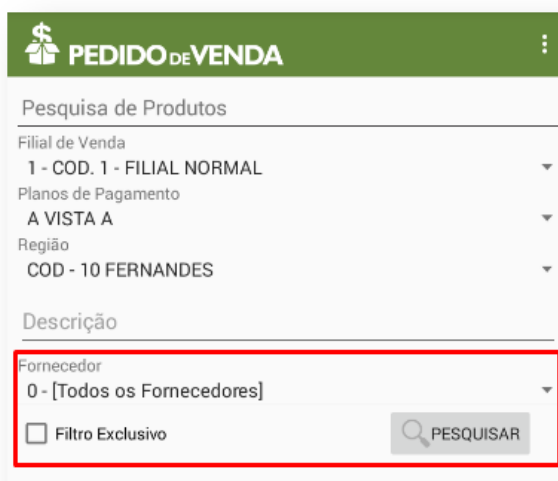 PEDIDO DE VENDA
Pesquisa de Produtos
Filial de Venda
1 - COD. 1 - FILIAL NORMAL
Planos de Pagamento
A VISTA A
Região
COD - 10 FERNANDES
Descrição
Fornecedor
0 - [Todos os Fornecedores]
Filtro Exclusivo
PESQUISAR